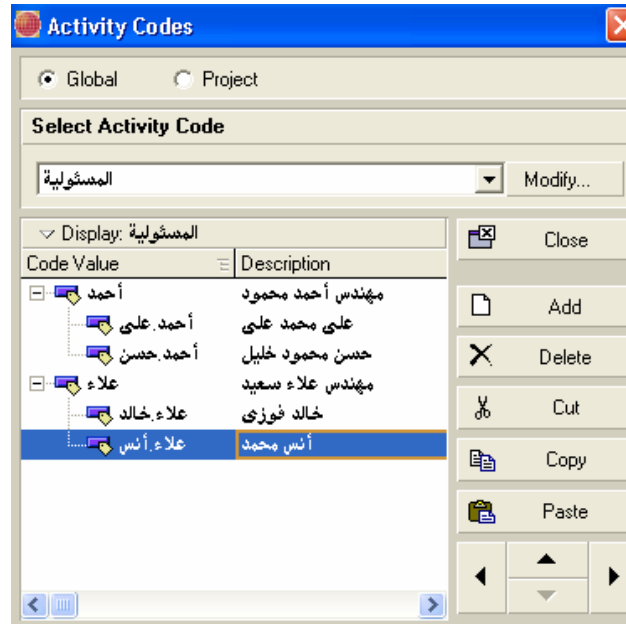 Activity Codes
Global Project
Select Activity Code
المسئولية Modify...
Display: المسئولية
Close
Code Value Description
أحمد مهندس أحمد محمود
Add
أحمد.على على محمد على
أحمد.حسن حسن محمود خليل
Delete
علاء مهندس علاء سعيد
علاء.خالد خالد فوزى
Cut
علاء.أنس أنس محمد
Copy
Paste